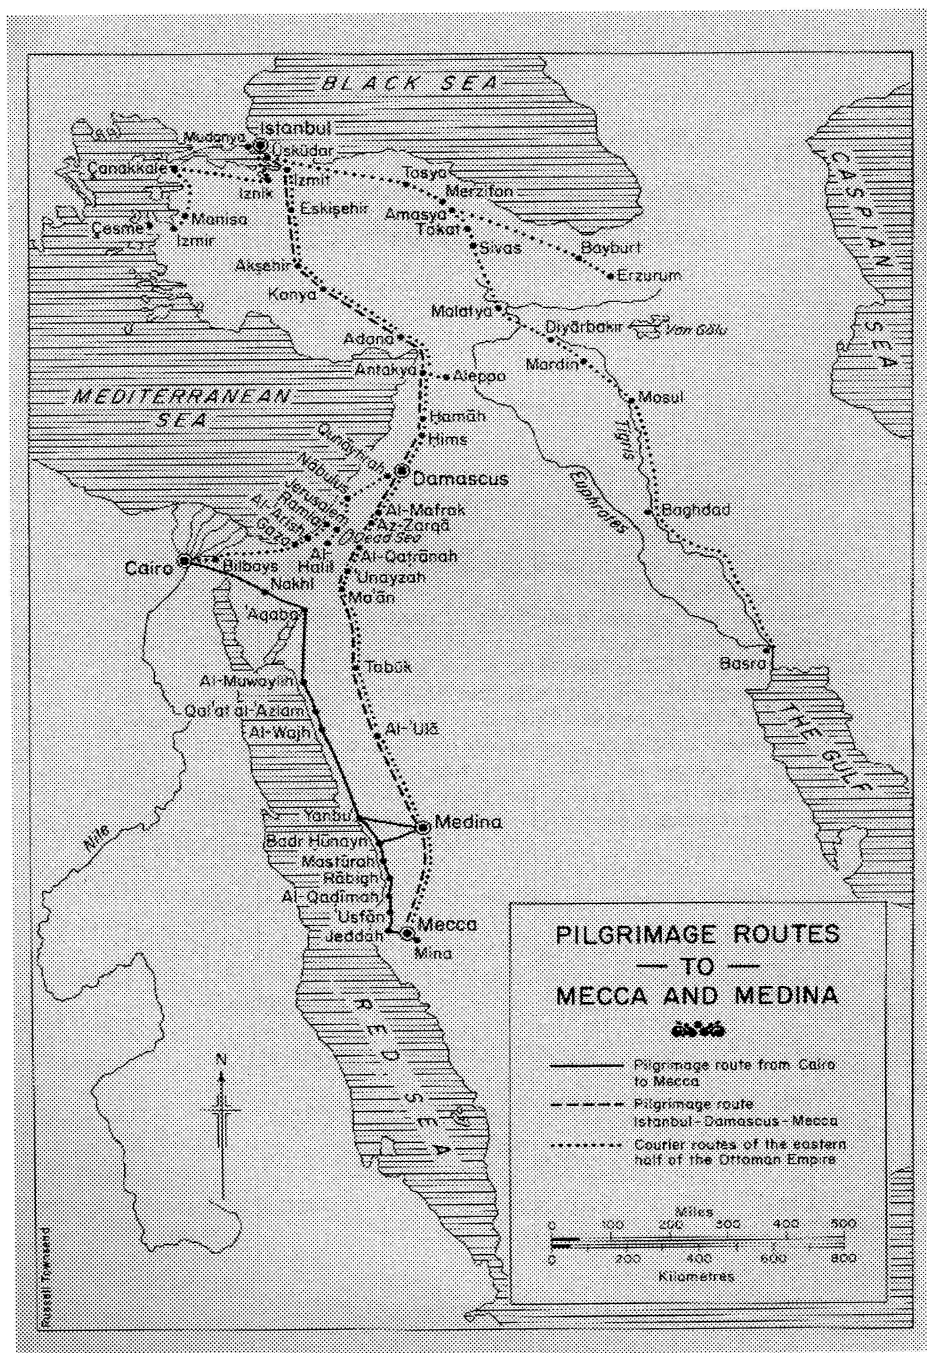 BLACK SEA
Istanbul
Mudanya
Üsküdar
Çanakkale
Izmit
Iznik
Tosya
Merzifon
Eskişehir
Amasya
Manisa
Tokat
Çeşme
Izmir
Sivas
Bayburt
Akşehir
Erzurum
Konya
CASPIAN SEA
Malatya
Diyārbakir
Van Gölu
Adana
Mardin
Antakya
Aleppo
MEDITERRANEAN
SEA
Mosul
Hamāh
Tigris
Hims
Qunāytirah
Damascus
Nābulus
Euphrates
Jerusalem
Al-Mafrak
Baghdad
Ramlah
Az-Zarqā
Al-'Arish
Dead Sea
Gaza
Al-
Halil
Al-Qaṭrānah
Cairo
Bilbays
'Unayzah
Nakhl
Ma'ān
'Aqaba
Basra
Tabūk
Al-Muwaylih
Qal'at al-'Azlam
THE GULF
Al-Wajh
Al-'Ulā
Yanbu'
Medina
Nile
Badr Hūnayn
Mastūrah
Rābigh
Al-Qadīmah
'Usfān
Mecca
Jeddah
Mina
RED SEA
N
PILGRIMAGE ROUTES
— TO —
MECCA AND MEDINA
Pilgrimage route from Cairo
to Mecca
Pilgrimage route
Istanbul-Damascus-Mecca
Courier routes of the eastern
half of the Ottoman Empire
Miles
0 100 200 300 400 500
0 200 400 600 800
Kilometres
Russell Townsend